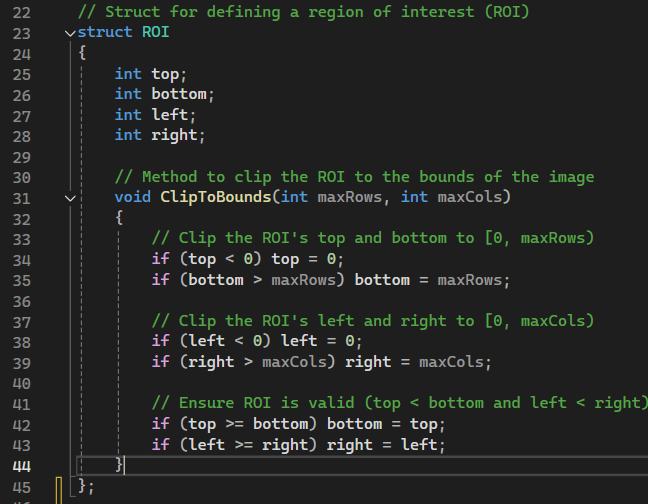 22 // Struct for defining a region of interest (ROI)
23 struct ROI
24 {
25 int top;
26 int bottom;
27 int left;
28 int right;
29
30 // Method to clip the ROI to the bounds of the image
31 void ClipToBounds(int maxRows, int maxCols)
32 {
33 // Clip the ROI's top and bottom to [0, maxRows)
34 if (top < 0) top = 0;
35 if (bottom > maxRows) bottom = maxRows;
36
37 // Clip the ROI's left and right to [0, maxCols)
38 if (left < 0) left = 0;
39 if (right > maxCols) right = maxCols;
40
41 // Ensure ROI is valid (top < bottom and left < right)
42 if (top >= bottom) bottom = top;
43 if (left >= right) right = left;
44 }
45 };